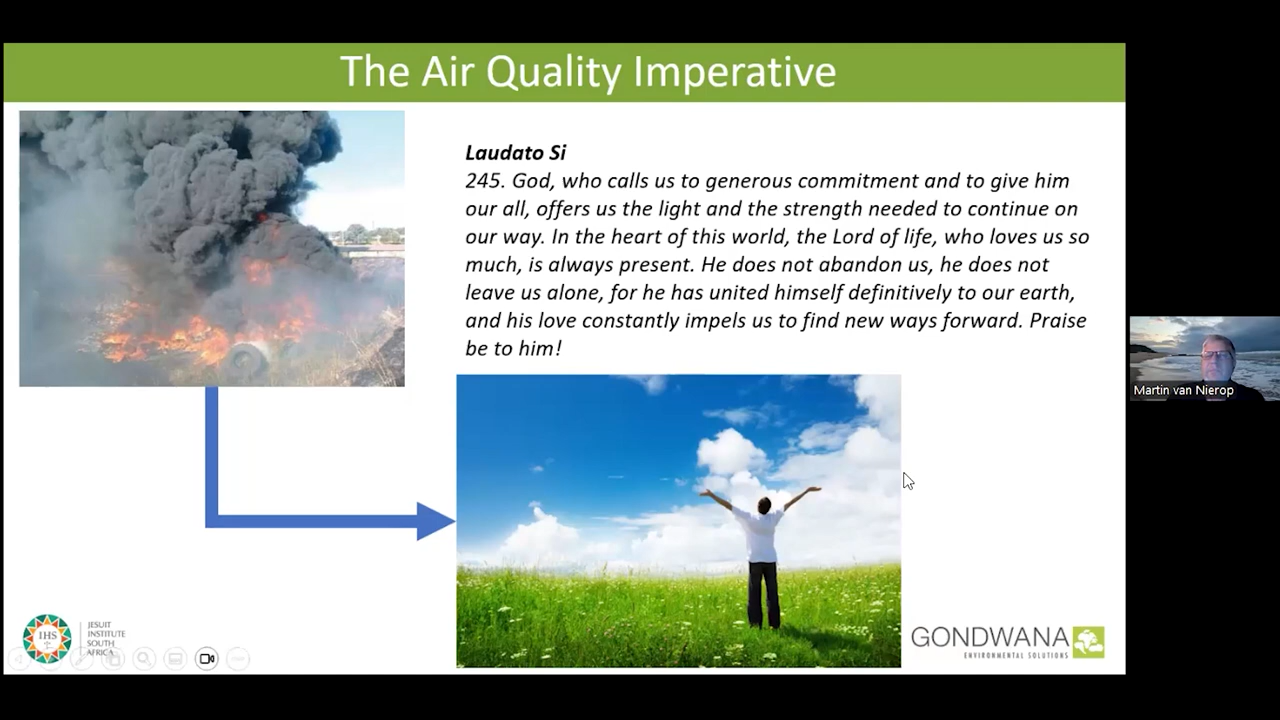 The Air Quality Imperative
Laudato Si
245. God, who calls us to generous commitment and to give him
our all, offers us the light and the strength needed to continue on
our way. In the heart of this world, the Lord of life, who loves us so
much, is always present. He does not abandon us, he does not
leave us alone, for he has united himself definitively to our earth,
and his love constantly impels us to find new ways forward. Praise
be to him!
Martin van Nierop
IHS
JESUIT
INSTITUTE
SOUTH
AFRICA
GONDWANA
ENVIRONMENTAL SOLUTIONS